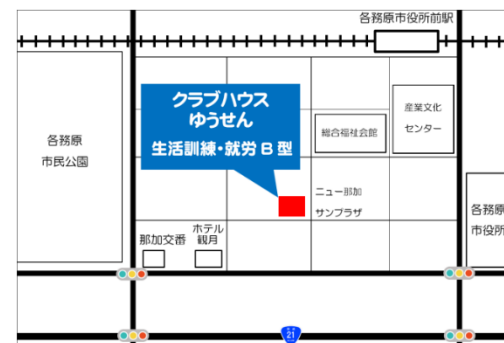 各務原市役所前駅
クラブハウス
ゆうせん
生活訓練・就労B型
産業文化
センター
総合福祉会館
各務原
市民公園
ニュー那加
サンプラザ
各務原
市役所
ホテル
観月
那加交番
21